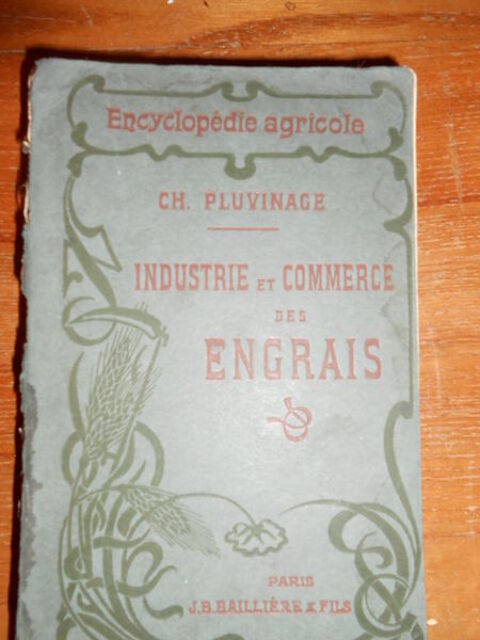 Encyclopédie agricole
CH. PLUVINAGE
INDUSTRIE ET COMMERCE
DES
ENGRAIS
PARIS
J.B. BAILLIÈRE & FILS